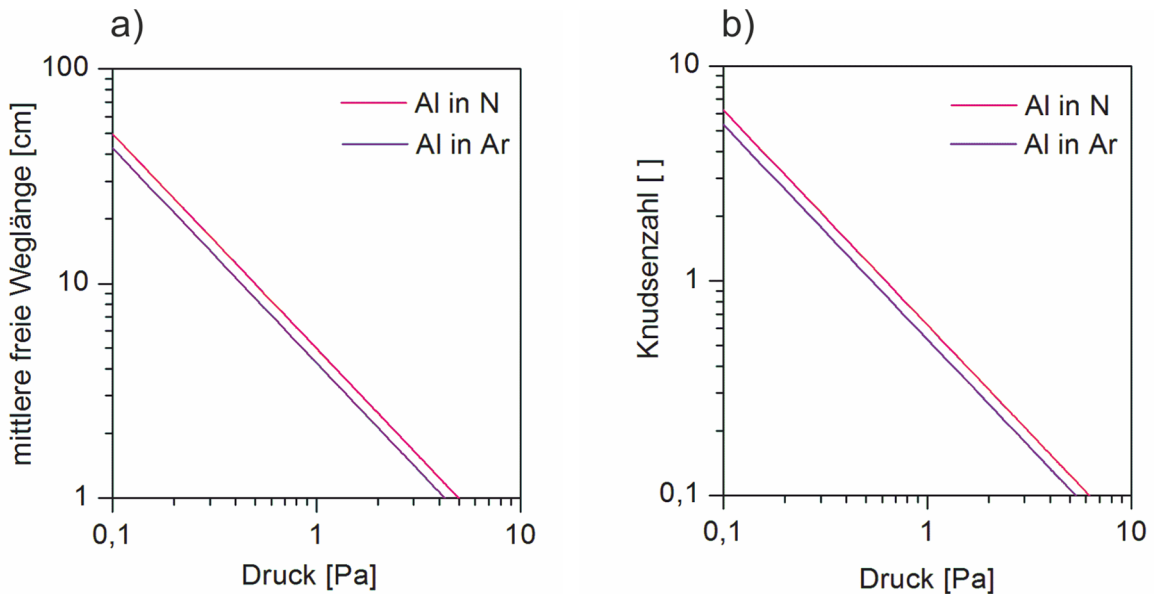 a)
mittlere freie Weglänge [cm]
100
10
1
Al in N
Al in Ar
0,1
1
10
Druck [Pa]
b)
Knudsenzahl [ ]
10
1
0,1
Al in N
Al in Ar
0,1
1
10
Druck [Pa]